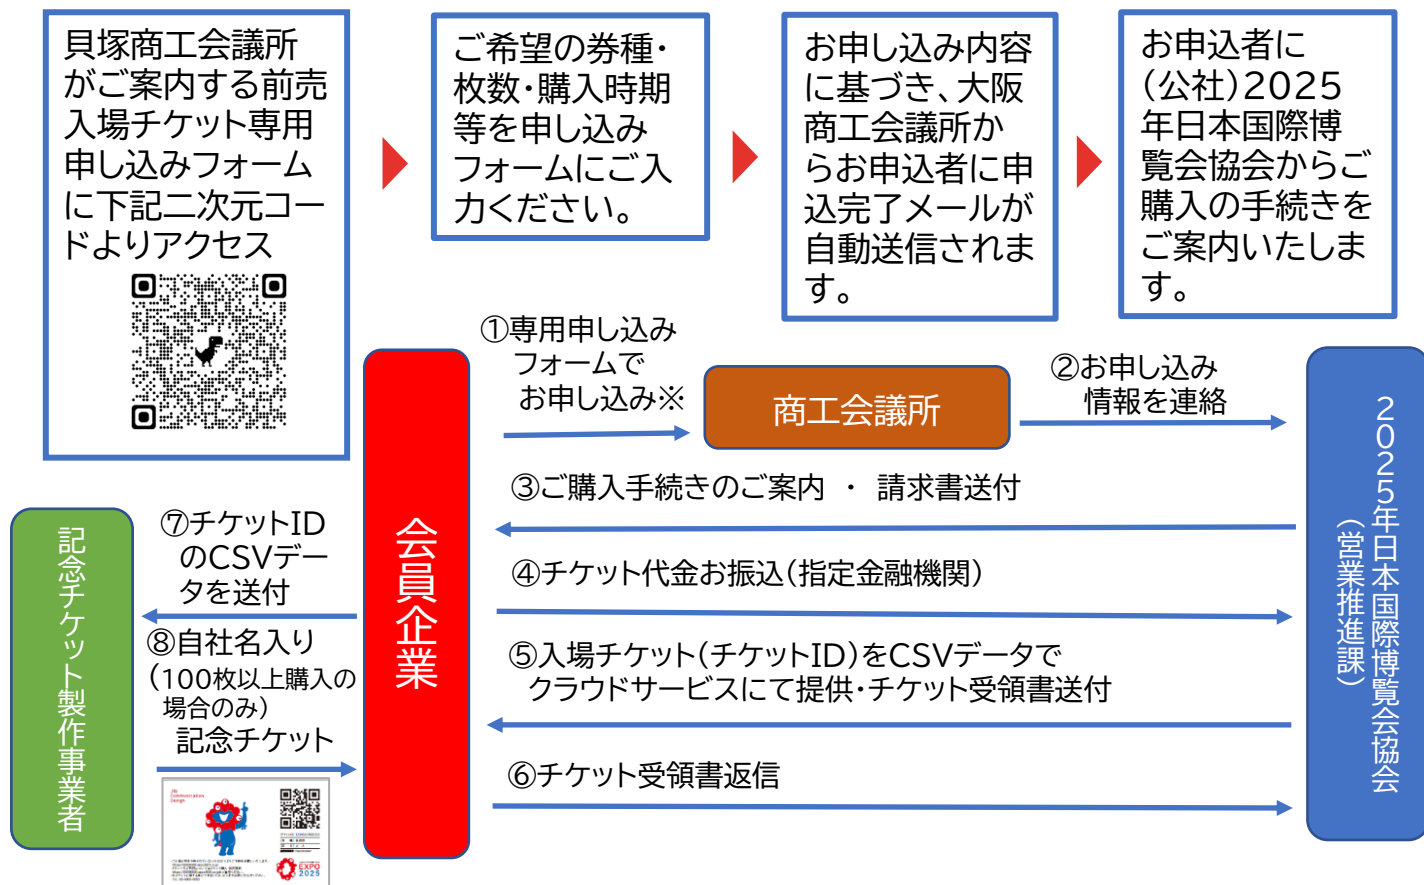 貝塚商工会議所
がご案内する前売
入場チケット専用
申し込みフォーム
に下記二次元コー
ドよりアクセス
ご希望の券種・
枚数・購入時期
等を申し込み
フォームにご入
力ください。
お申し込み内容
に基づき、大阪
商工会議所か
らお申込者に申
込完了メールが
自動送信されま
す。
お申込者に
(公社)2025
年日本国際博
覧会協会からご
購入の手続きを
ご案内いたしま
す。
①専用申し込み
フォームで
お申し込み※
商工会議所
②お申し込み
情報を連絡
2025年日本国際博覧会協会
(営業推進課)
③ご購入手続きのご案内 ・ 請求書送付
会員企業
④チケット代金お振込(指定金融機関)
⑤入場チケット(チケットID)をCSVデータで
クラウドサービスにて提供・チケット受領書送付
⑥チケット受領書返信
⑦チケットID
のCSVデー
タを送付
記念チケット製作事業者
⑧自社名入り
(100枚以上購入の
場合のみ)
記念チケット
JTB
Communication
Design
EXPO
2025